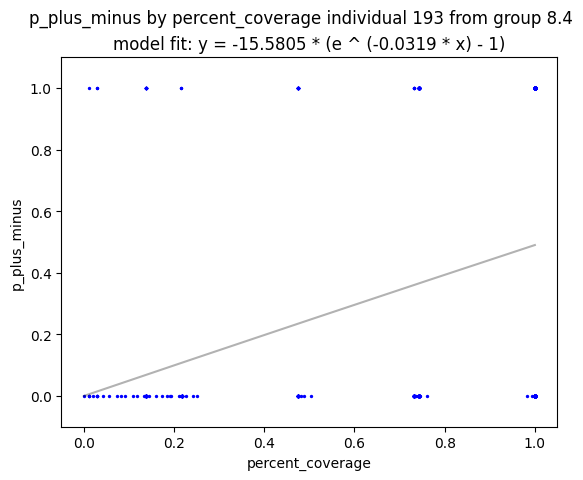 p_plus_minus by percent_coverage individual 193 from group 8.4
model fit: y = -15.5805 * (e ^ (-0.0319 * x) - 1)
1.0
0.8
0.6
0.4
0.2
0.0
p_plus_minus
0.0 0.2 0.4 0.6 0.8 1.0
percent_coverage